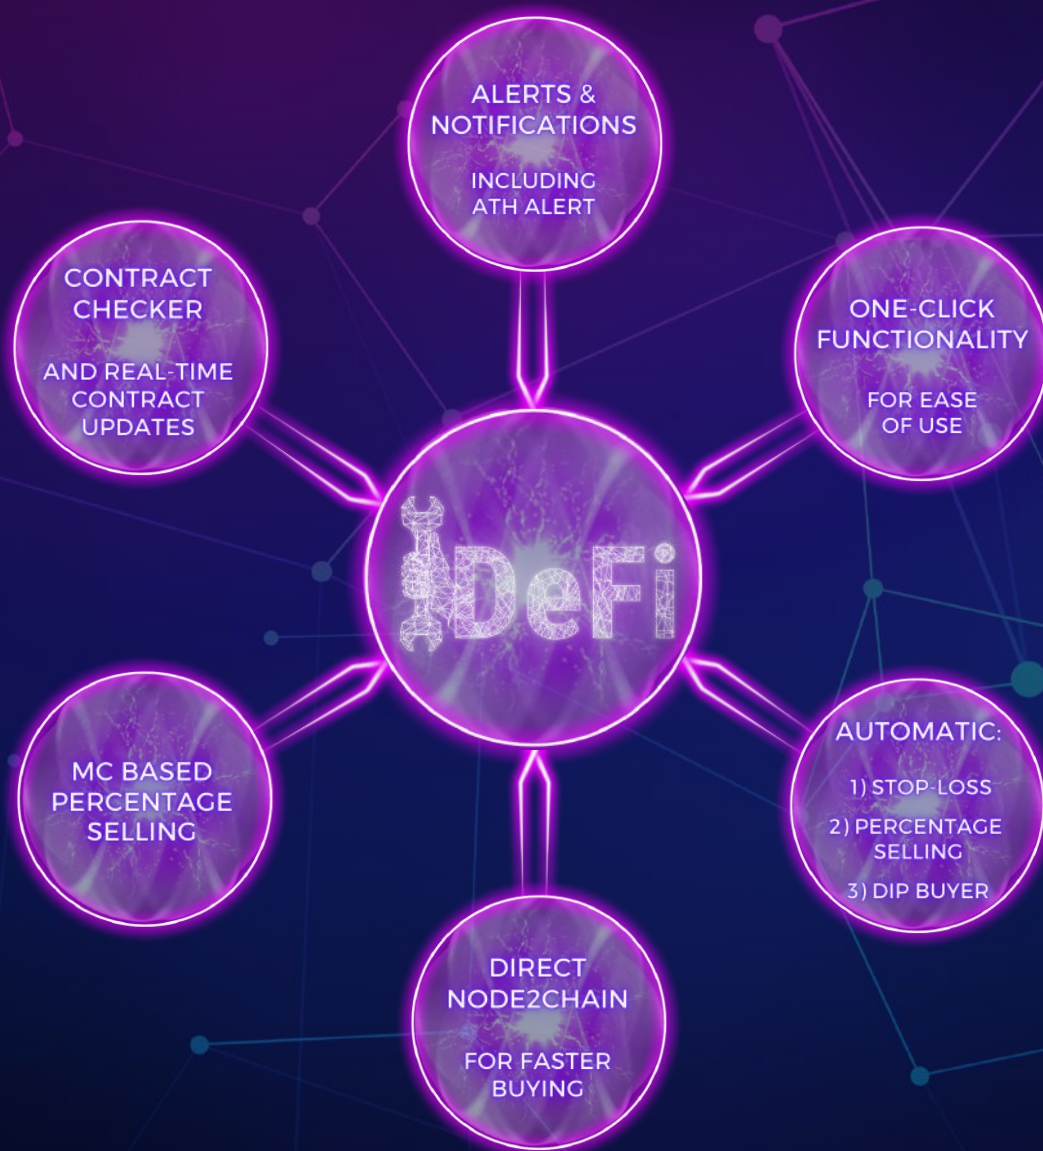 ALERTS &
NOTIFICATIONS
INCLUDING
ATH ALERT
CONTRACT
CHECKER
AND REAL-TIME
CONTRACT
UPDATES
ONE-CLICK
FUNCTIONALITY
FOR EASE
OF USE
DeFi
MC BASED
PERCENTAGE
SELLING
AUTOMATIC:
1) STOP-LOSS
2) PERCENTAGE
SELLING
3) DIP BUYER
DIRECT
NODE2CHAIN
FOR FASTER
BUYING